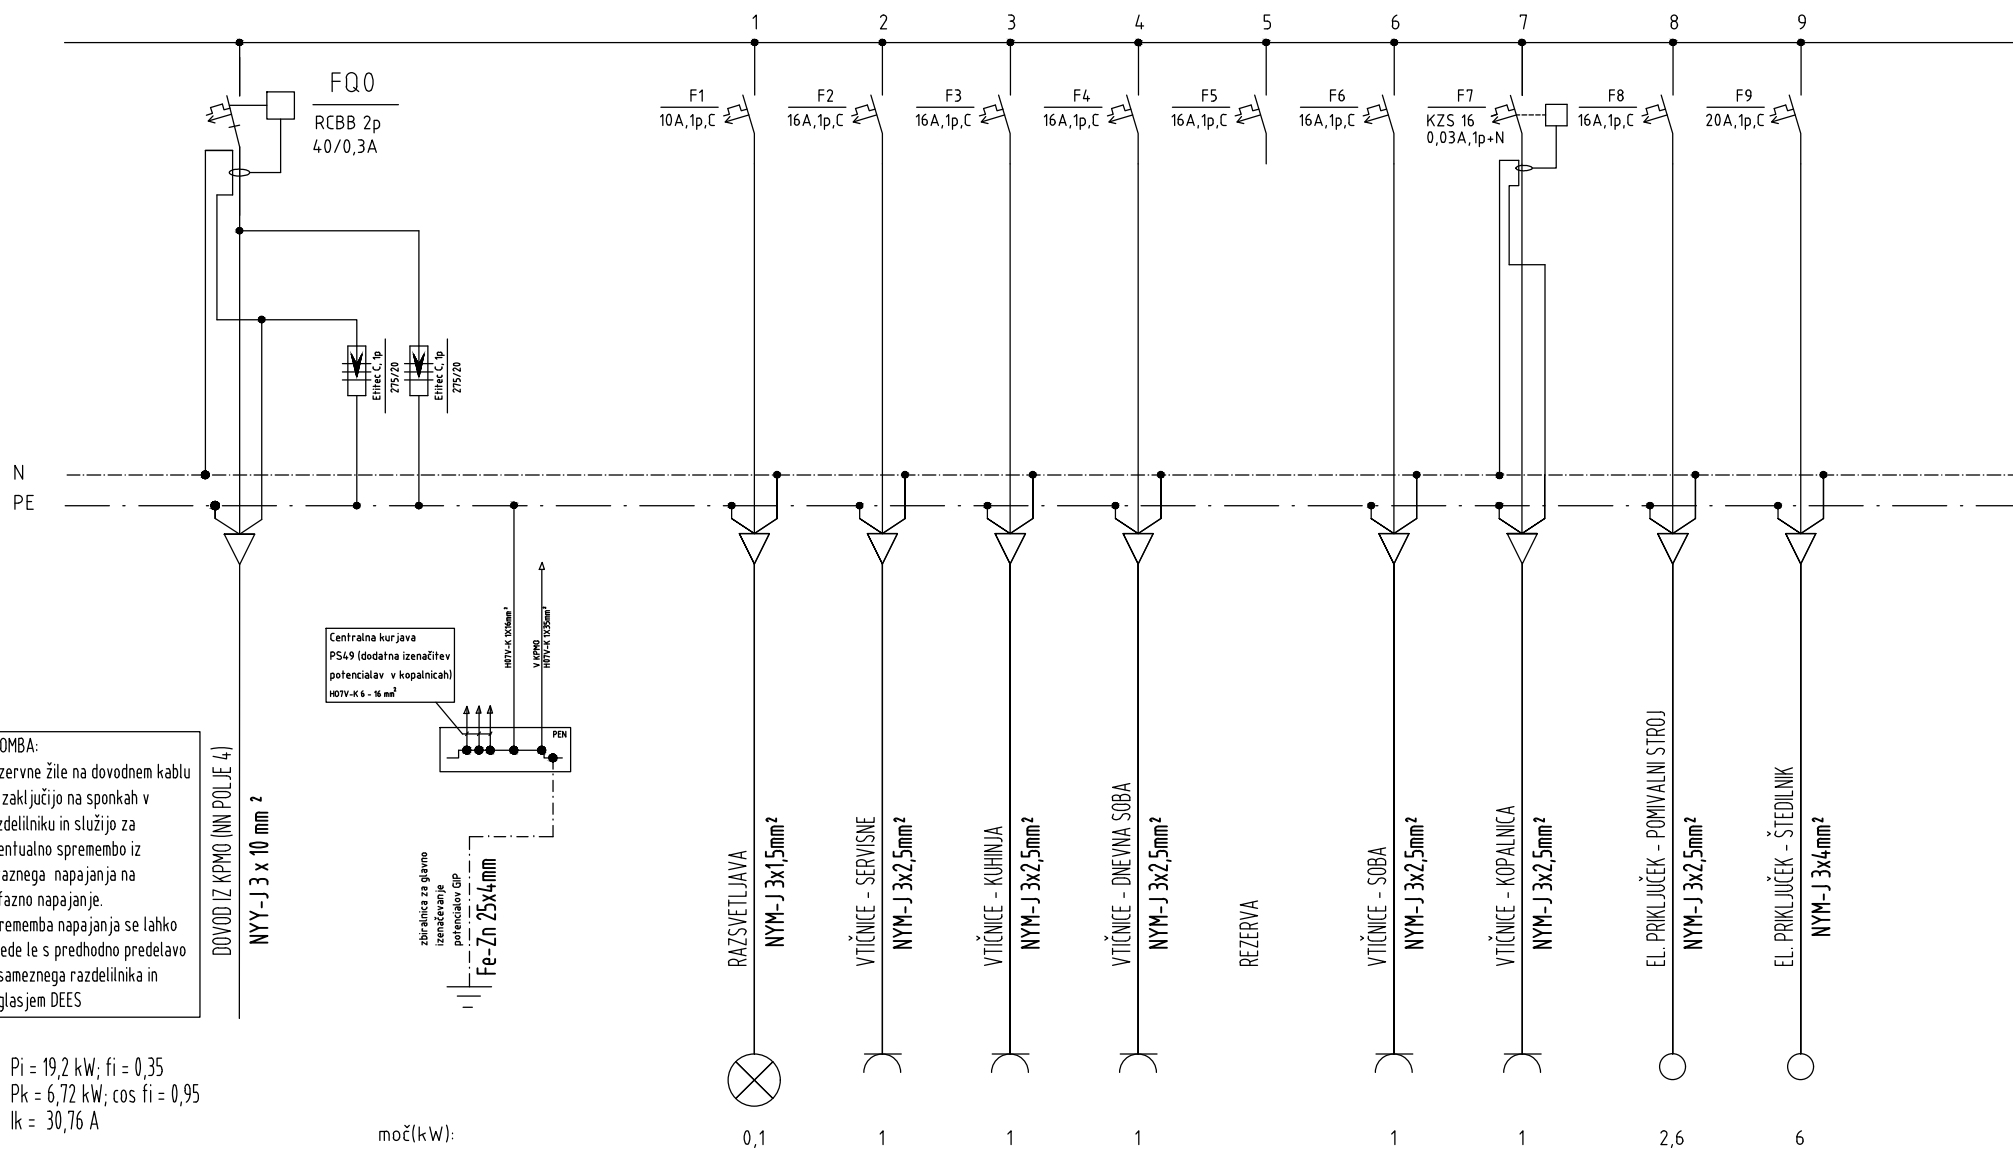 1 2 3 4 5 6 7 8 9
FQ0
RCBB 2p
40/0,3A
F1
10A,1p,C
F2
16A,1p,C
F3
16A,1p,C
F4
16A,1p,C
F5
16A,1p,C
F6
16A,1p,C
F7
KZS 16
0,03A,1p+N
F8
16A,1p,C
F9
20A,1p,C
Etitec C, 1p
275/20
Etitec C, 1p
275/20
N
PE
Centralna kurjava
PS49 (dodatna izenačitev
potencialav v kopalnicah)
H07V-K 6 - 16 mm²
H07V-K 1X16mm²
V KPMO
H07V-K 1X35mm²
PEN
zbiralnica za glavno
izenačevanje
potencialov GIP
Fe-Zn 25x4mm
OMBA:
zervne žile na dovodnem kablu
zaključijo na sponkah v
zdelilniku in služijo za
entualno spremembo iz
aznega napajanja na
fazno napajanje.
rememba napajanja se lahko
ede le s predhodno predelavo
sameznega razdelilnika in
glasjem DEES
DOVOD IZ KPMO (NN POLJE 4)
NYY-J 3 x 10 mm ²
RAZSVETLJAVA
NYM-J 3x1,5mm²
VTIČNICE - SERVISNE
NYM-J 3x2,5mm²
VTIČNICE - KUHINJA
NYM-J 3x2,5mm²
VTIČNICE - DNEVNA SOBA
NYM-J 3x2,5mm²
REZERVA
VTIČNICE - SOBA
NYM-J 3x2,5mm²
VTIČNICE - KOPALNICA
NYM-J 3x2,5mm²
EL. PRIKLJUČEK - POMIVALNI STROJ
NYM-J 3x2,5mm²
EL. PRIKLJUČEK - ŠTEDILNIK
NYM-J 3x4mm²
Pi = 19,2 kW; fi = 0,35
Pk = 6,72 kW; cos fi = 0,95
Ik = 30,76 A
moč(kW): 0,1 1 1 1 1 1 2,6 6